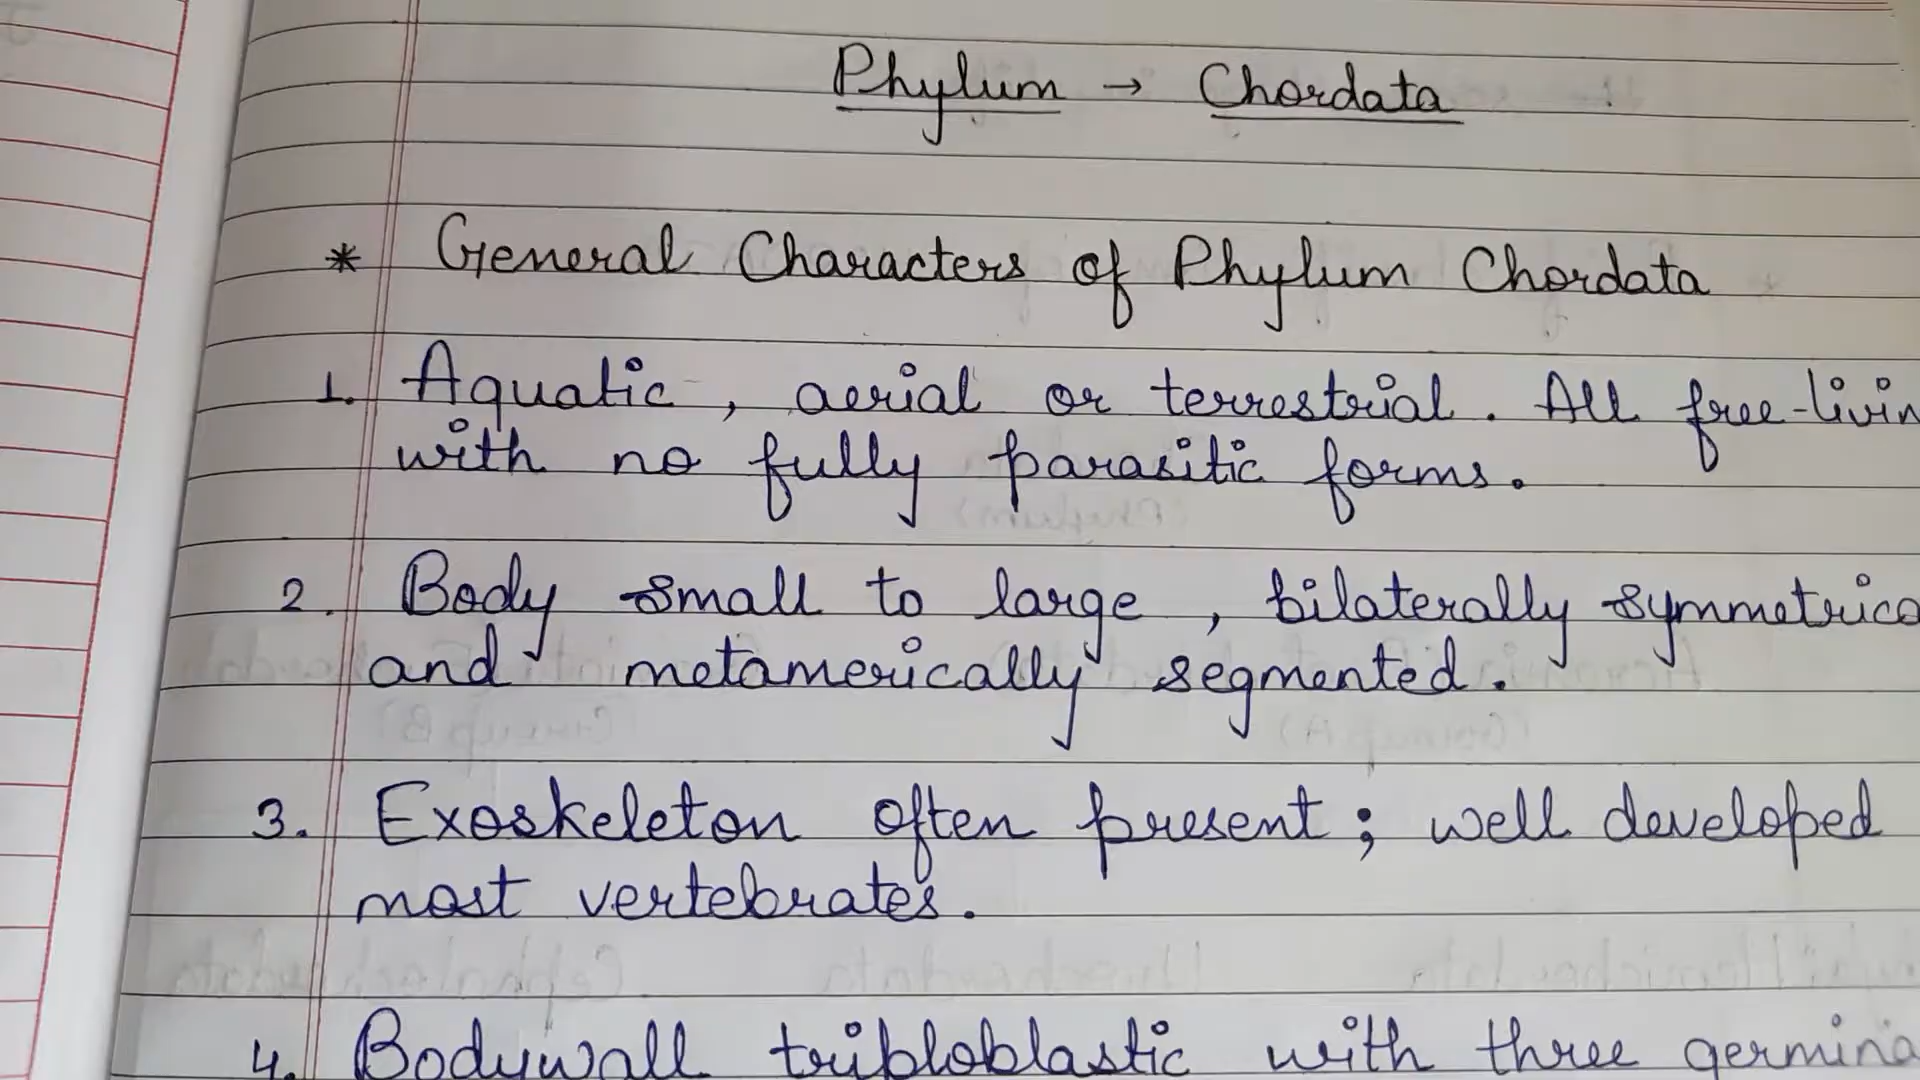 Phylum → Chordata
* General Characters of Phylum Chordata
1. Aquatic, aerial or terrestrial. All free-livin
with no fully parasitic forms.
2. Body small to large, bilaterally symmetrica
and metamerically segmented.
3. Exoskeleton often present; well developed
most vertebrates.
4. Bodywall tribloblastic with three germina